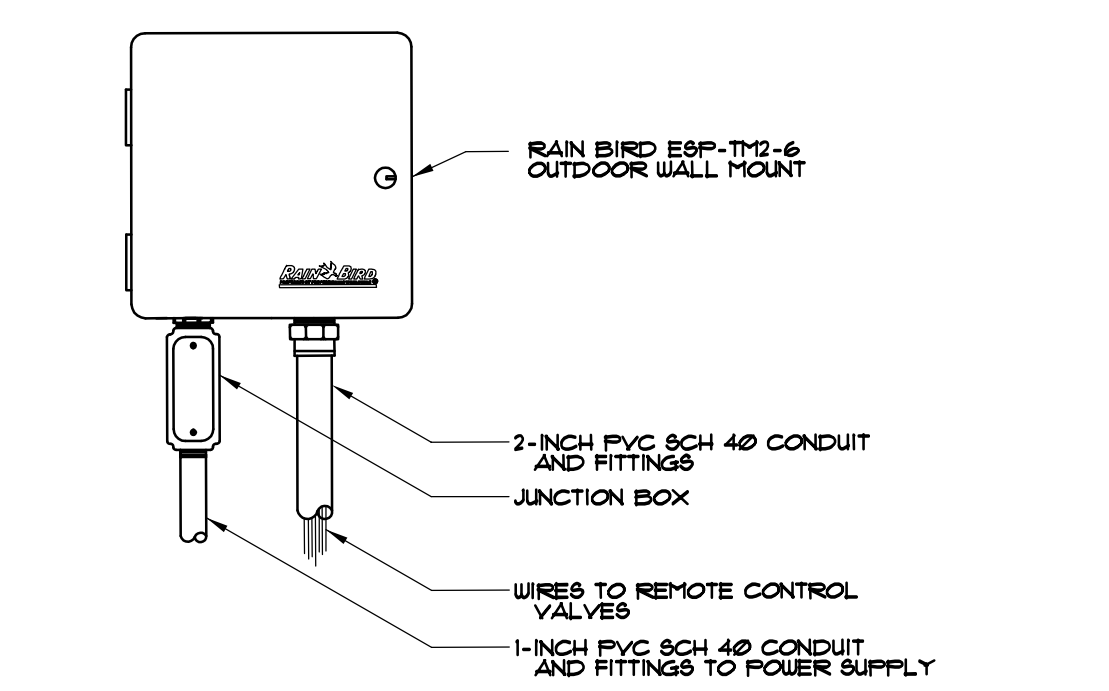 RAIN BIRD ESP-TM2-6
OUTDOOR WALL MOUNT
RAIN BIRD
2-INCH PVC SCH 40 CONDUIT
AND FITTINGS
JUNCTION BOX
WIRES TO REMOTE CONTROL
VALVES
1-INCH PVC SCH 40 CONDUIT
AND FITTINGS TO POWER SUPPLY